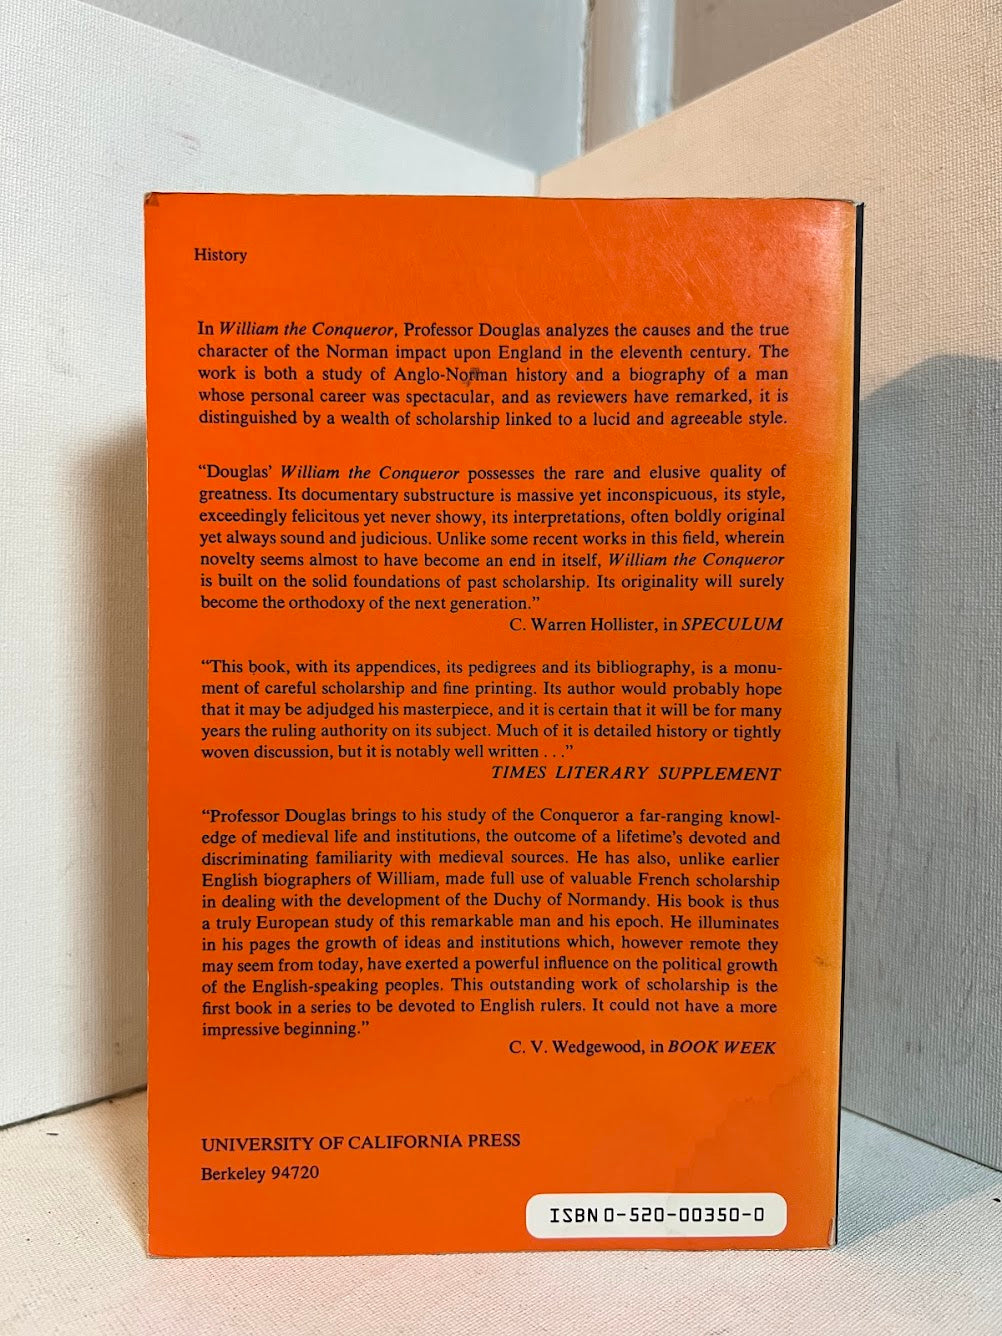 History
In William the Conqueror, Professor Douglas analyzes the causes and the true
character of the Norman impact upon England in the eleventh century. The
work is both a study of Anglo-Norman history and a biography of a man
whose personal career was spectacular, and as reviewers have remarked, it is
distinguished by a wealth of scholarship linked to a lucid and agreeable style.
“Douglas’ William the Conqueror possesses the rare and elusive quality of
greatness. Its documentary substructure is massive yet inconspicuous, its style,
exceedingly felicitous yet never showy, its interpretations, often boldly original
yet always sound and judicious. Unlike some recent works in this field, wherein
novelty seems almost to have become an end in itself, William the Conqueror
is built on the solid foundations of past scholarship. Its originality will surely
become the orthodoxy of the next generation.”
C. Warren Hollister, in SPECULUM
“This book, with its appendices, its pedigrees and its bibliography, is a monu-
ment of careful scholarship and fine printing. Its author would probably hope
that it may be adjudged his masterpiece, and it is certain that it will be for many
years the ruling authority on its subject. Much of it is detailed history or tightly
woven discussion, but it is notably well written . . .”
TIMES LITERARY SUPPLEMENT
“Professor Douglas brings to his study of the Conqueror a far-ranging knowl-
edge of medieval life and institutions, the outcome of a lifetime’s devoted and
discriminating familiarity with medieval sources. He has also, unlike earlier
English biographers of William, made full use of valuable French scholarship
in dealing with the development of the Duchy of Normandy. His book is thus
a truly European study of this remarkable man and his epoch. He illuminates
in his pages the growth of ideas and institutions which, however remote they
may seem from today, have exerted a powerful influence on the political growth
of the English-speaking peoples. This outstanding work of scholarship is the
first book in a series to be devoted to English rulers. It could not have a more
impressive beginning.”
C. V. Wedgewood, in BOOK WEEK
UNIVERSITY OF CALIFORNIA PRESS
Berkeley 94720
ISBN 0-520-00350-0